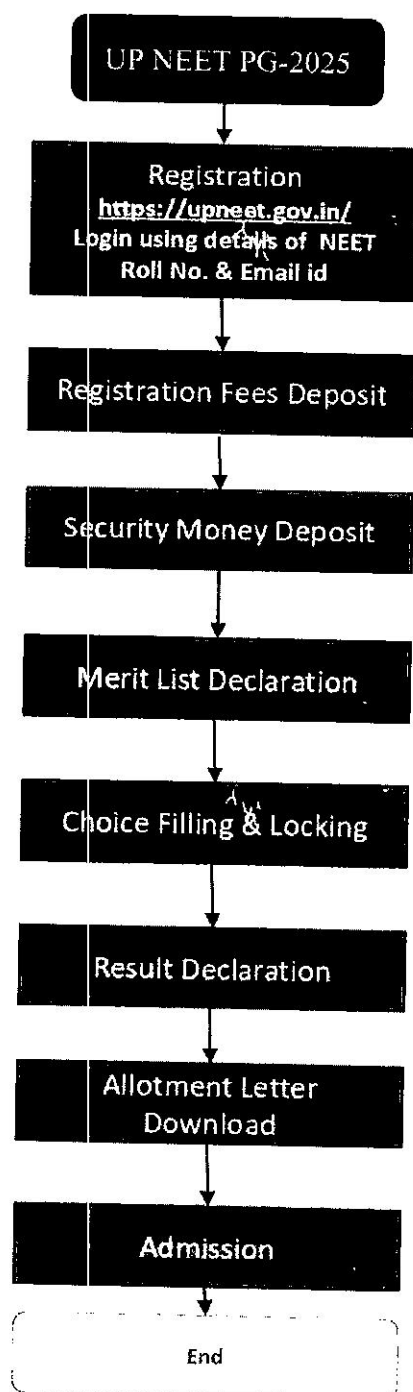 UP NEET PG-2025
Registration
https://upneet.gov.in/
Login using details of NEET
Roll No. & Email id
Registration Fees Deposit
Security Money Deposit
Merit List Declaration
Choice Filling & Locking
Result Declaration
Allotment Letter
Download
Admission
End